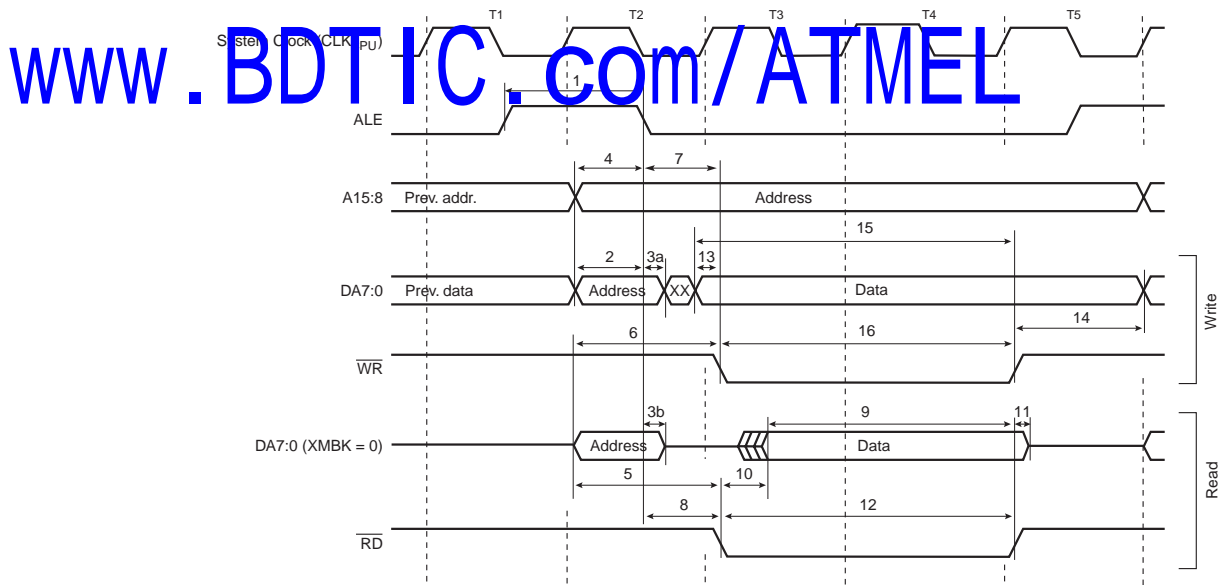 T1 T2 T3 T4 T5
System Clock (CLKCPU)
www.BDTIC.com/ATMEL
1
ALE
4 7
A15:8 Prev. addr. Address
15
2 3a 13
DA7:0 Prev. data Address XX Data
14
6 16
WR
Write
3b 9 11
DA7:0 (XMBK = 0) Address Data
5 10
8 12
RD
Read